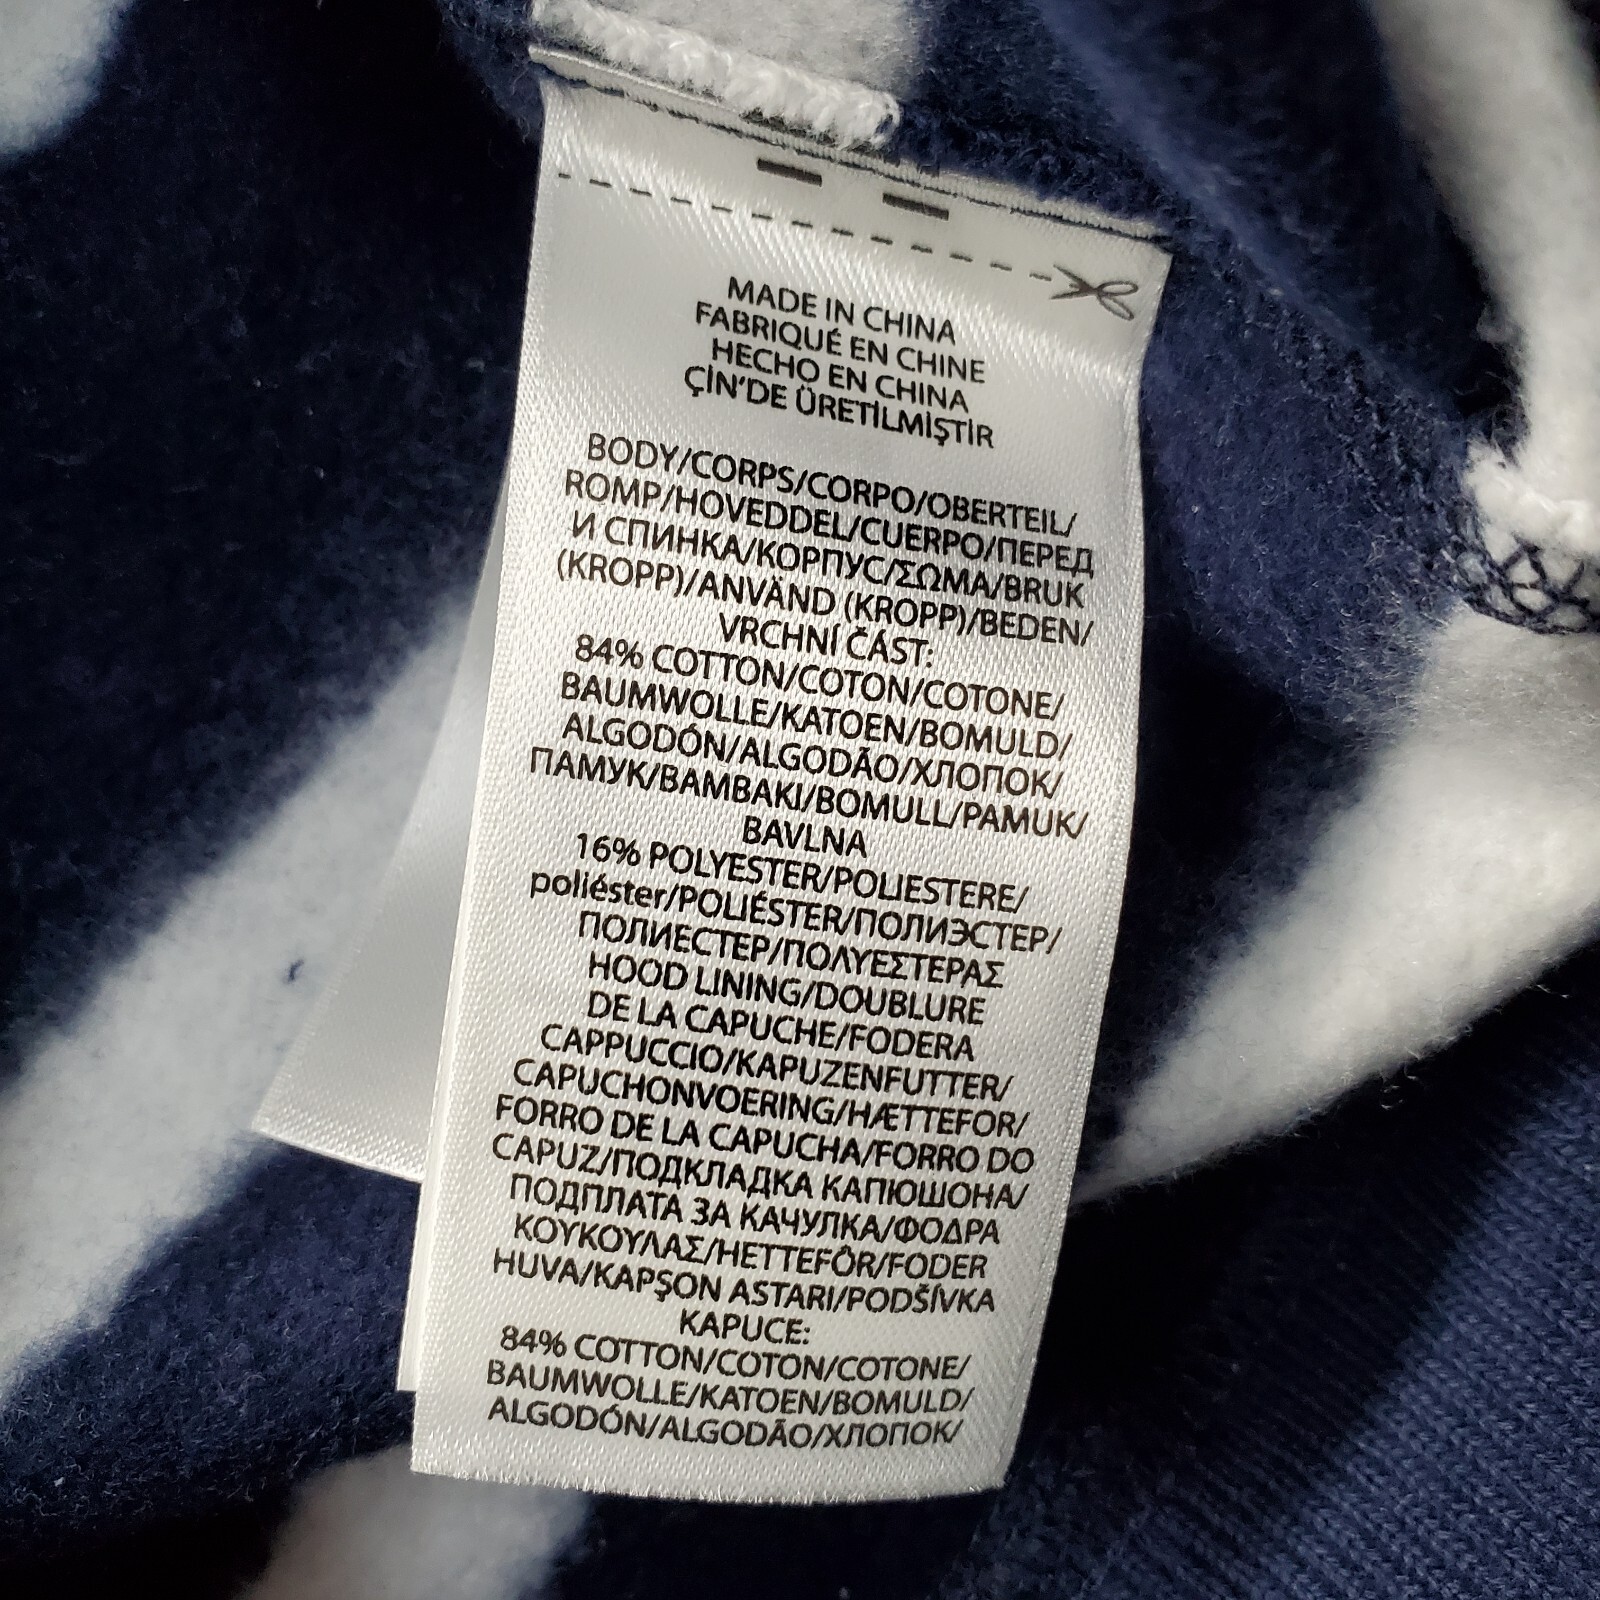 MADE IN CHINA
FABRIQUÉ EN CHINE
HECHO EN CHINA
ÇİN'DE ÜRETİLMİŞTİR
BODY/CORPS/CORPO/OBERTEIL/
ROMP/HOVEDDEL/CUERPO/ПЕРЕД
И СПИНКА/КОРПУС/ΣΩΜΑ/BRUK
(KROPP)/ANVÄND (KROPP)/BEDEN/
VRCHNÍ ČÁST:
84% COTTON/COTON/COTONE/
BAUMWOLLE/KATOEN/BOMULD/
ALGODÓN/ALGODÃO/ХЛОПОК/
ПАМУК/BAMBAKI/BOMULL/PAMUK/
BAVLNA
16% POLYESTER/POLIESTERE/
poliéster/POLIÉSTER/ПОЛИЭСТЕР/
ПОЛИЕСТЕР/ΠΟΛΥΕΣΤΕΡΑΣ
HOOD LINING/DOUBLURE
DE LA CAPUCHE/FODERA
CAPPUCCIO/KAPUZENFUTTER/
CAPUCHONVOERING/HÆTTEFOR/
FORRO DE LA CAPUCHA/FORRO DO
CAPUZ/ПОДКЛАДКА КАПЮШОНА/
ПОДПЛАТА ЗА КАЧУЛКА/ΦΟΔΡΑ
ΚΟΥΚΟΥΛΑΣ/HETTEFÔR/FODER
HUVA/KAPŞON ASTARI/PODŠÍVKA
KAPUCE:
84% COTTON/COTON/COTONE/
BAUMWOLLE/KATOEN/BOMULD/
ALGODÓN/ALGODÃO/ХЛОПОК/